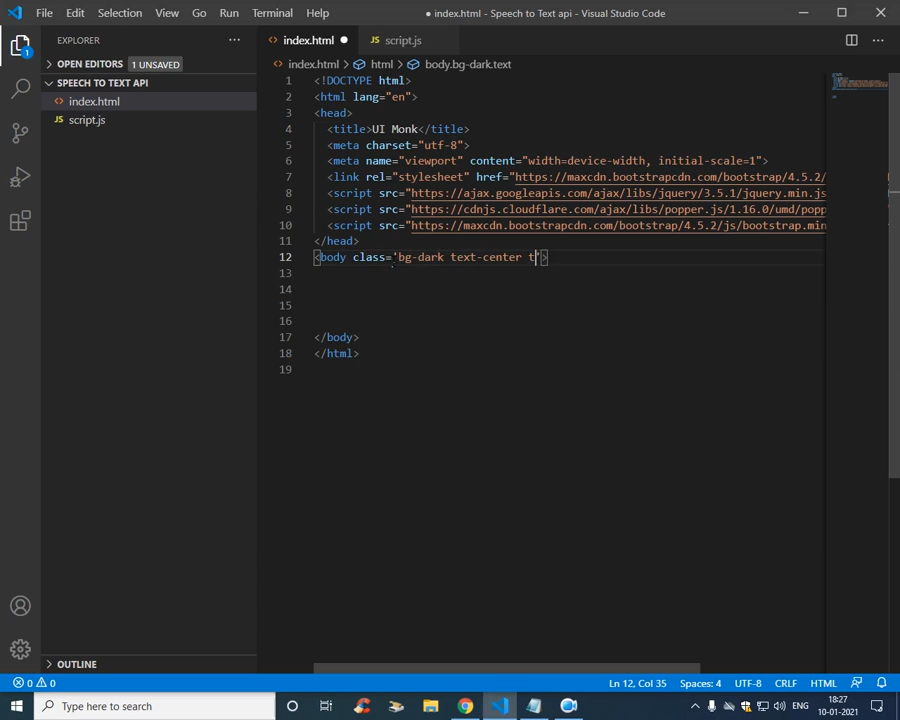 File Edit Selection View Go Run Terminal Help
● index.html - Speech to Text api - Visual Studio Code
EXPLORER
OPEN EDITORS 1 UNSAVED
SPEECH TO TEXT API
<> index.html
JS script.js
OUTLINE
<> index.html ● JS script.js
<> index.html > html > body.bg-dark.text
1 <!DOCTYPE html>
2 <html lang="en">
3 <head>
4 <title>UI Monk</title>
5 <meta charset="utf-8">
6 <meta name="viewport" content="width=device-width, initial-scale=1">
7 <link rel="stylesheet" href="https://maxcdn.bootstrapcdn.com/bootstrap/4.5.2/
8 <script src="https://ajax.googleapis.com/ajax/libs/jquery/3.5.1/jquery.min.js
9 <script src="https://cdnjs.cloudflare.com/ajax/libs/popper.js/1.16.0/umd/popp
10 <script src="https://maxcdn.bootstrapcdn.com/bootstrap/4.5.2/js/bootstrap.min
11 </head>
12 <body class='bg-dark text-center t'>
13
14
15
16
17 </body>
18 </html>
19
0 0 Ln 12, Col 35 Spaces: 4 UTF-8 CRLF HTML
Type here to search
ENG
18:27
10-01-2021
1